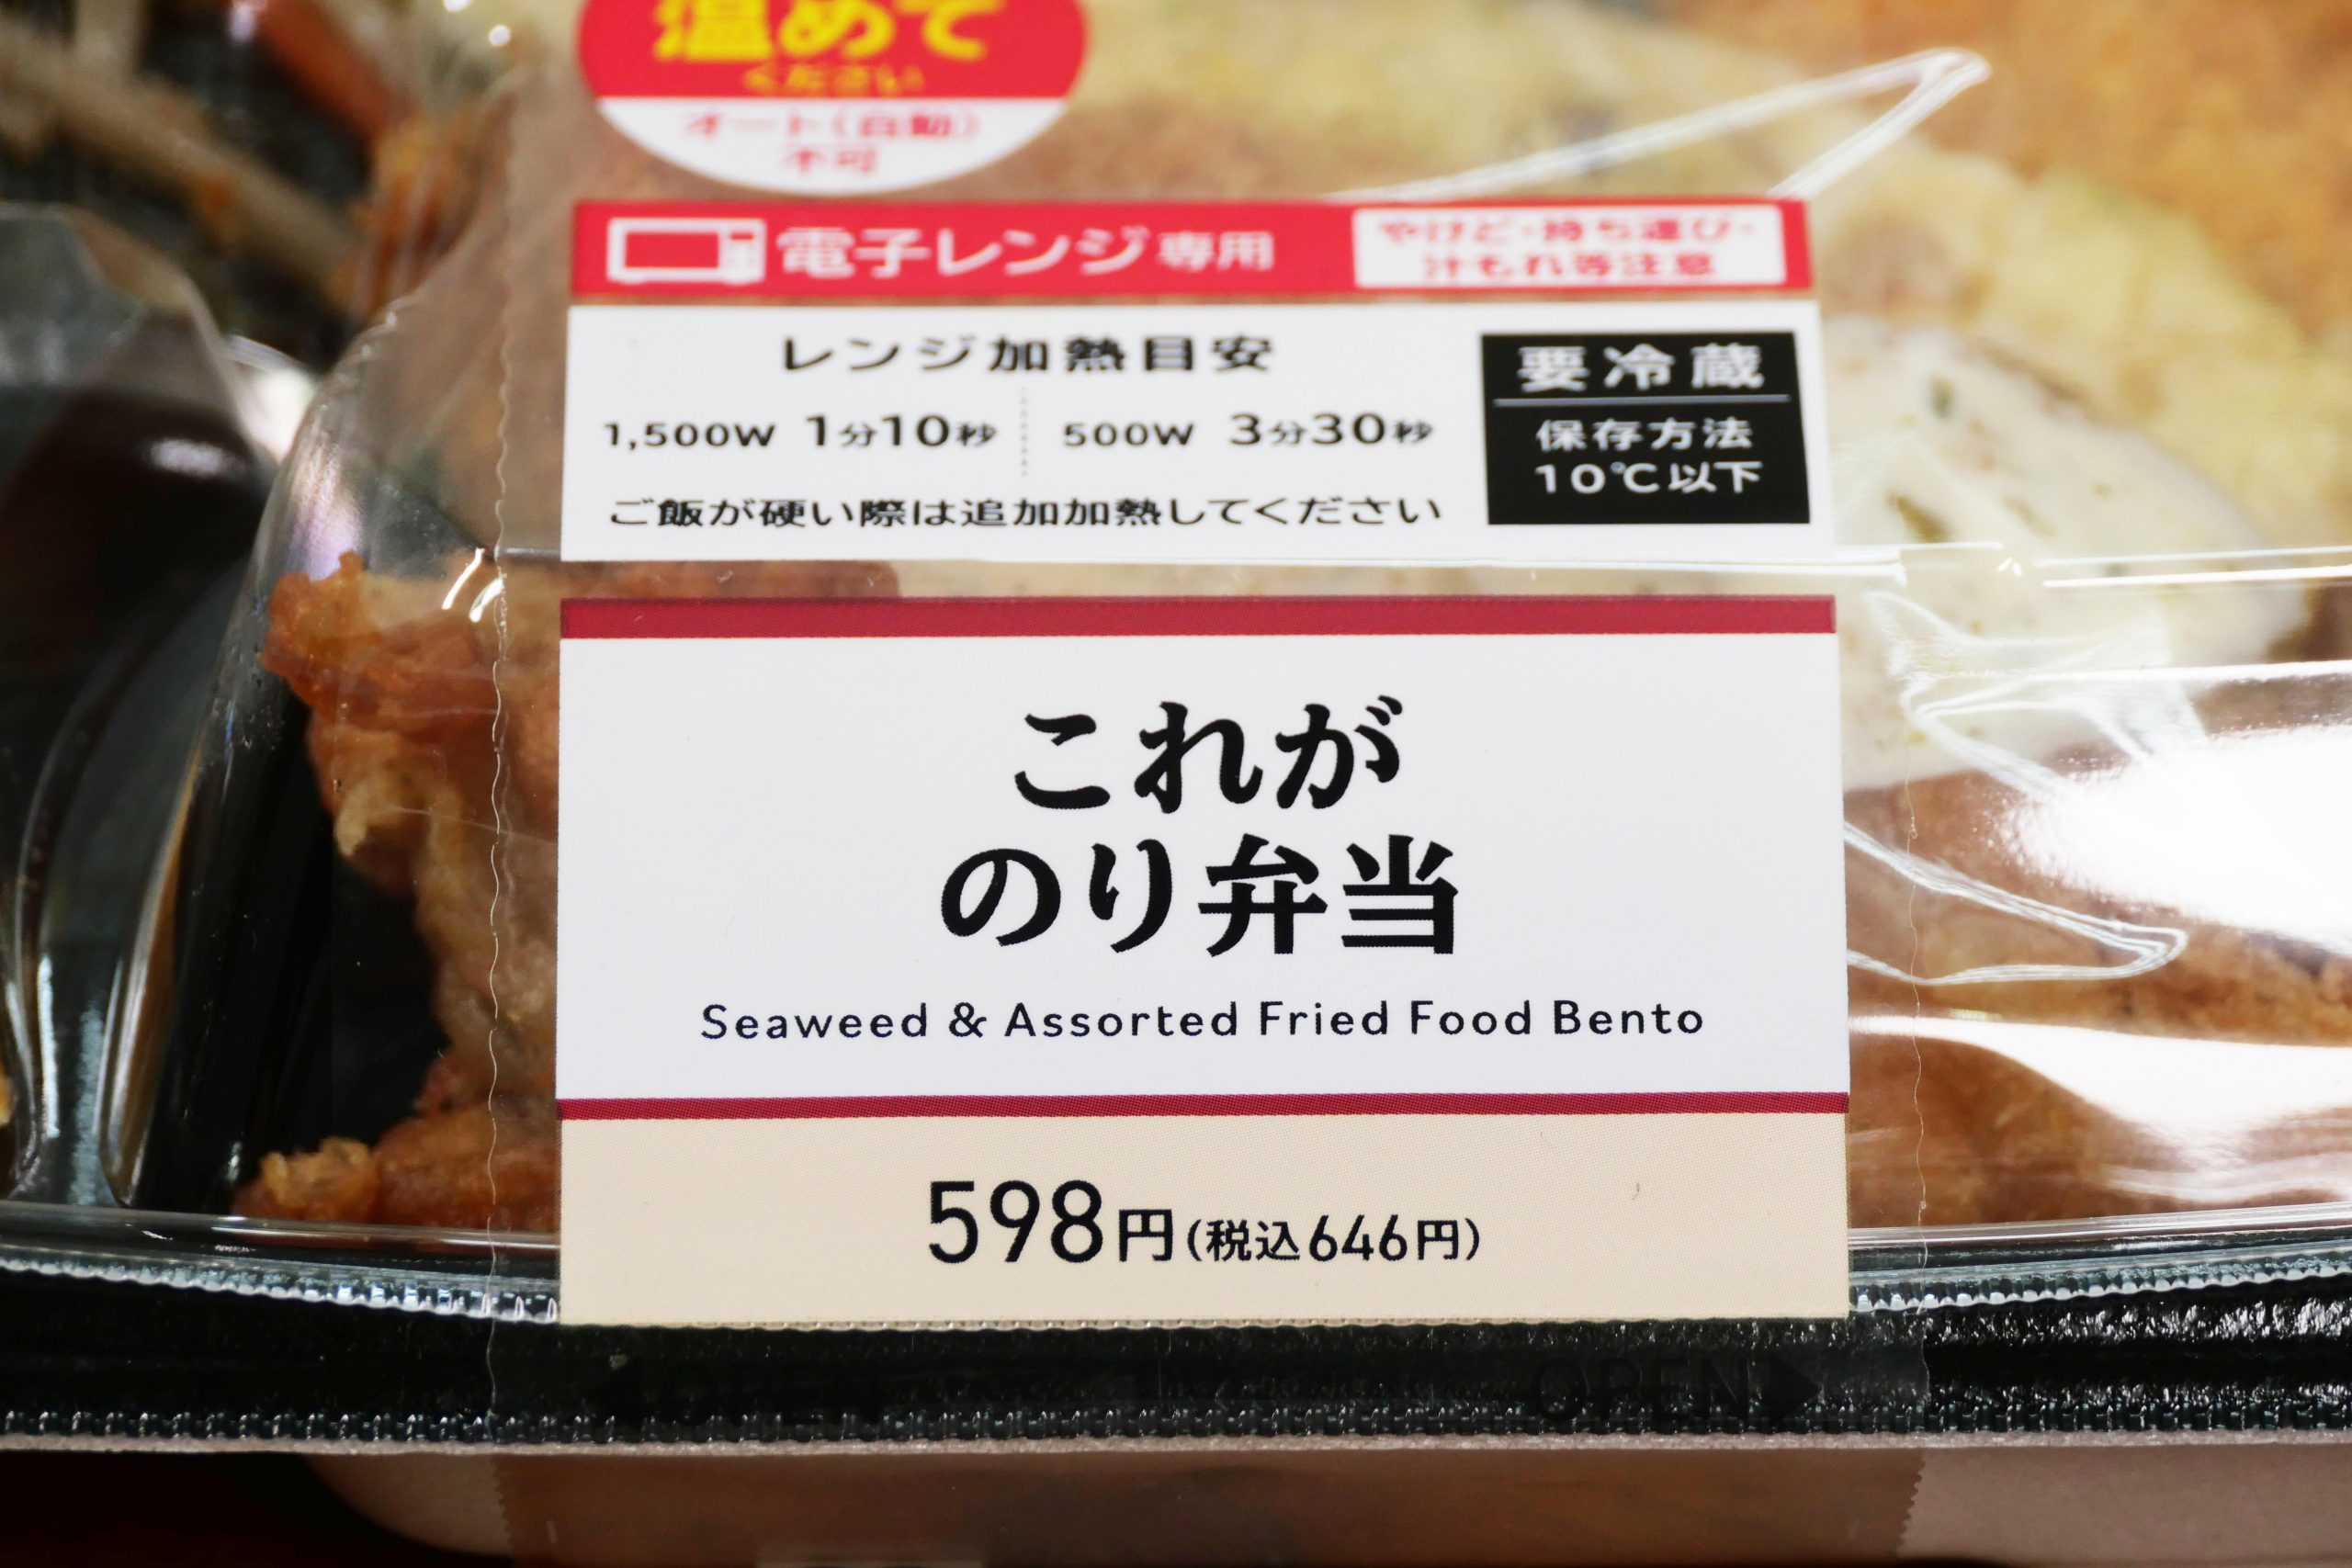 温めて
ください
オート(自動)
不可
電子レンジ専用
やけど・持ち運び・
汁もれ等注意
レンジ加熱目安
1,500W 1分10秒 500W 3分30秒
ご飯が硬い際は追加加熱してください
要冷蔵
保存方法
10℃以下
これが
のり弁当
Seaweed & Assorted Fried Food Bento
598円(税込646円)
OPEN OPEN